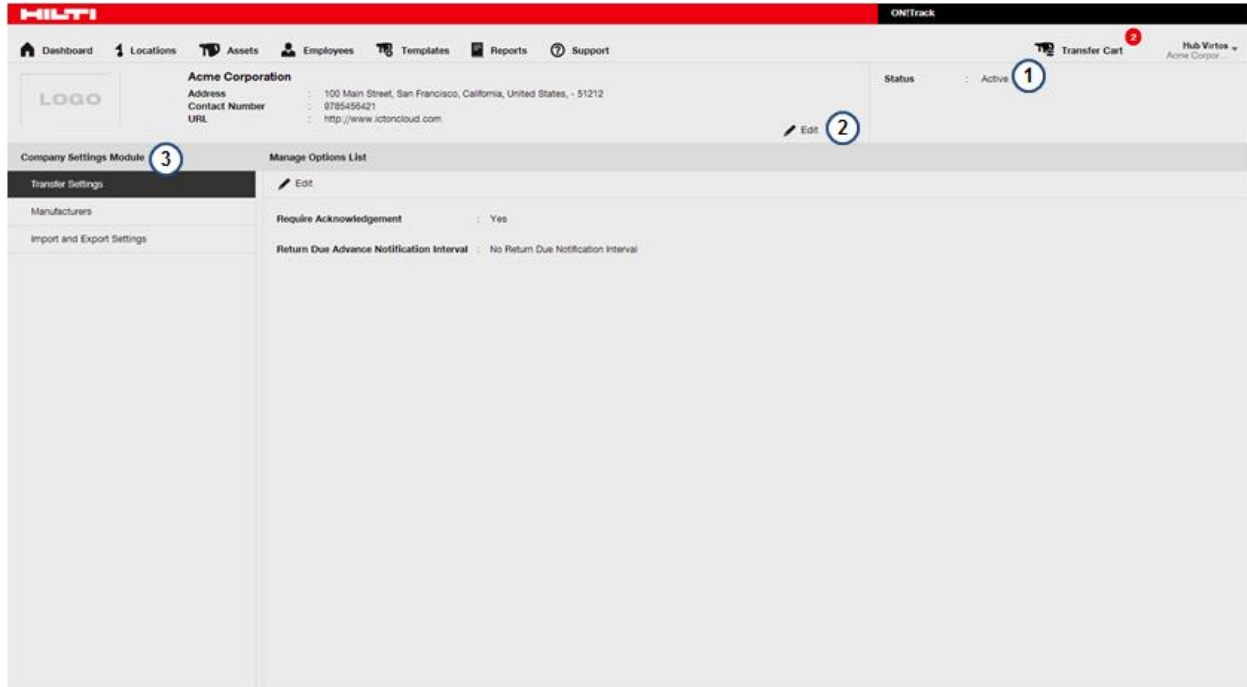 HILTI
ON!Track
Dashboard Locations Assets Employees Templates Reports Support Transfer Cart 2 Hub Virtos
Acme Corpor...
LOGO
Acme Corporation
Address : 100 Main Street, San Francisco, California, United States, - 51212
Contact Number : 9785456421
URL : http://www.ictoncloud.com
Edit 2
Status : Active 1
Company Settings Module 3
Transfer Settings
Manufacturers
Import and Export Settings
Manage Options List
Edit
Require Acknowledgement : Yes
Return Due Advance Notification Interval : No Return Due Notification Interval